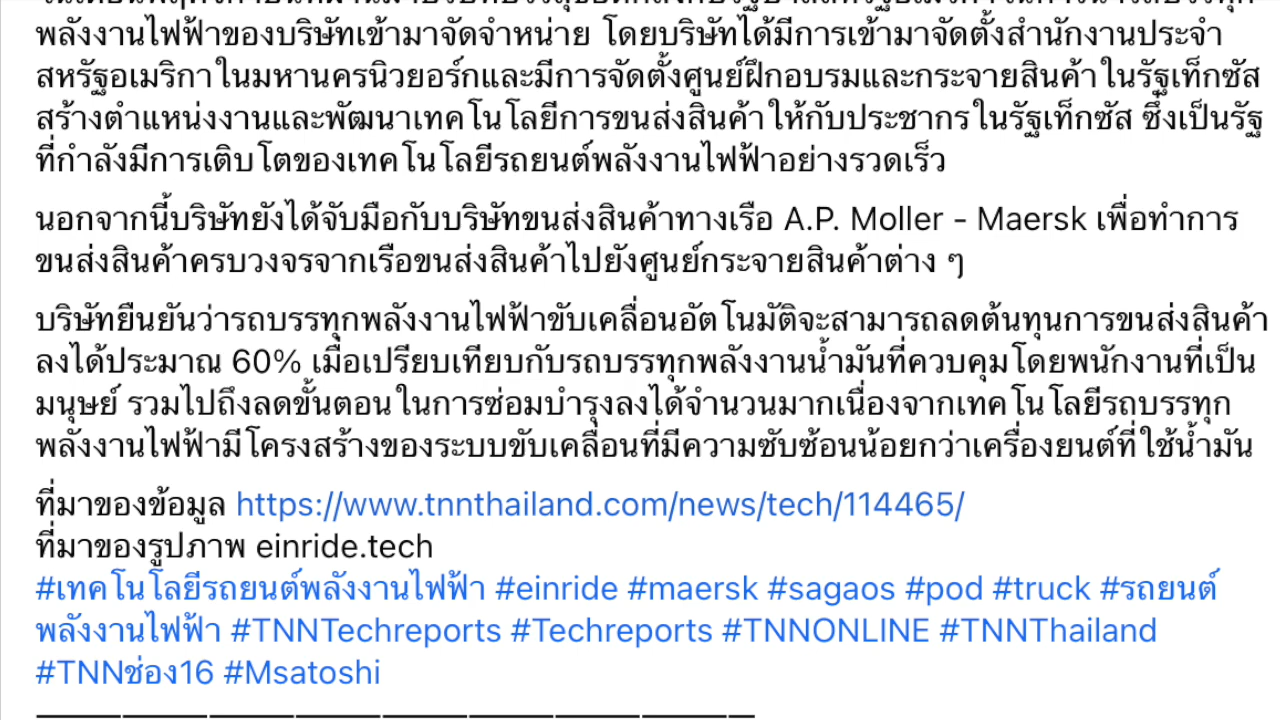 พลังงานไฟฟ้าของบริษัทเข้ามาจัดจำหน่าย โดยบริษัทได้มีการเข้ามาจัดตั้งสำนักงานประจำ
สหรัฐอเมริกาในมหานครนิวยอร์กและมีการจัดตั้งศูนย์ฝึกอบรมและกระจายสินค้าในรัฐเท็กซัส
สร้างตำแหน่งงานและพัฒนาเทคโนโลยีการขนส่งสินค้าให้กับประชากรในรัฐเท็กซัส ซึ่งเป็นรัฐ
ที่กำลังมีการเติบโตของเทคโนโลยีรถยนต์พลังงานไฟฟ้าอย่างรวดเร็ว
นอกจากนี้บริษัทยังได้จับมือกับบริษัทขนส่งสินค้าทางเรือ A.P. Moller - Maersk เพื่อทำการ
ขนส่งสินค้าครบวงจรจากเรือขนส่งสินค้าไปยังศูนย์กระจายสินค้าต่าง ๆ
บริษัทยืนยันว่ารถบรรทุกพลังงานไฟฟ้าขับเคลื่อนอัตโนมัติจะสามารถลดต้นทุนการขนส่งสินค้า
ลงได้ประมาณ 60% เมื่อเปรียบเทียบกับรถบรรทุกพลังงานน้ำมันที่ควบคุมโดยพนักงานที่เป็น
มนุษย์ รวมไปถึงลดขั้นตอนในการซ่อมบำรุงลงได้จำนวนมากเนื่องจากเทคโนโลยีรถบรรทุก
พลังงานไฟฟ้ามีโครงสร้างของระบบขับเคลื่อนที่มีความซับซ้อนน้อยกว่าเครื่องยนต์ที่ใช้น้ำมัน
ที่มาของข้อมูล https://www.tnnthailand.com/news/tech/114465/
ที่มาของรูปภาพ einride.tech
#เทคโนโลยีรถยนต์พลังงานไฟฟ้า #einride #maersk #sagaos #pod #truck #รถยนต์
พลังงานไฟฟ้า #TNNTechreports #Techreports #TNNONLINE #TNNThailand
#TNNช่อง16 #Msatoshi